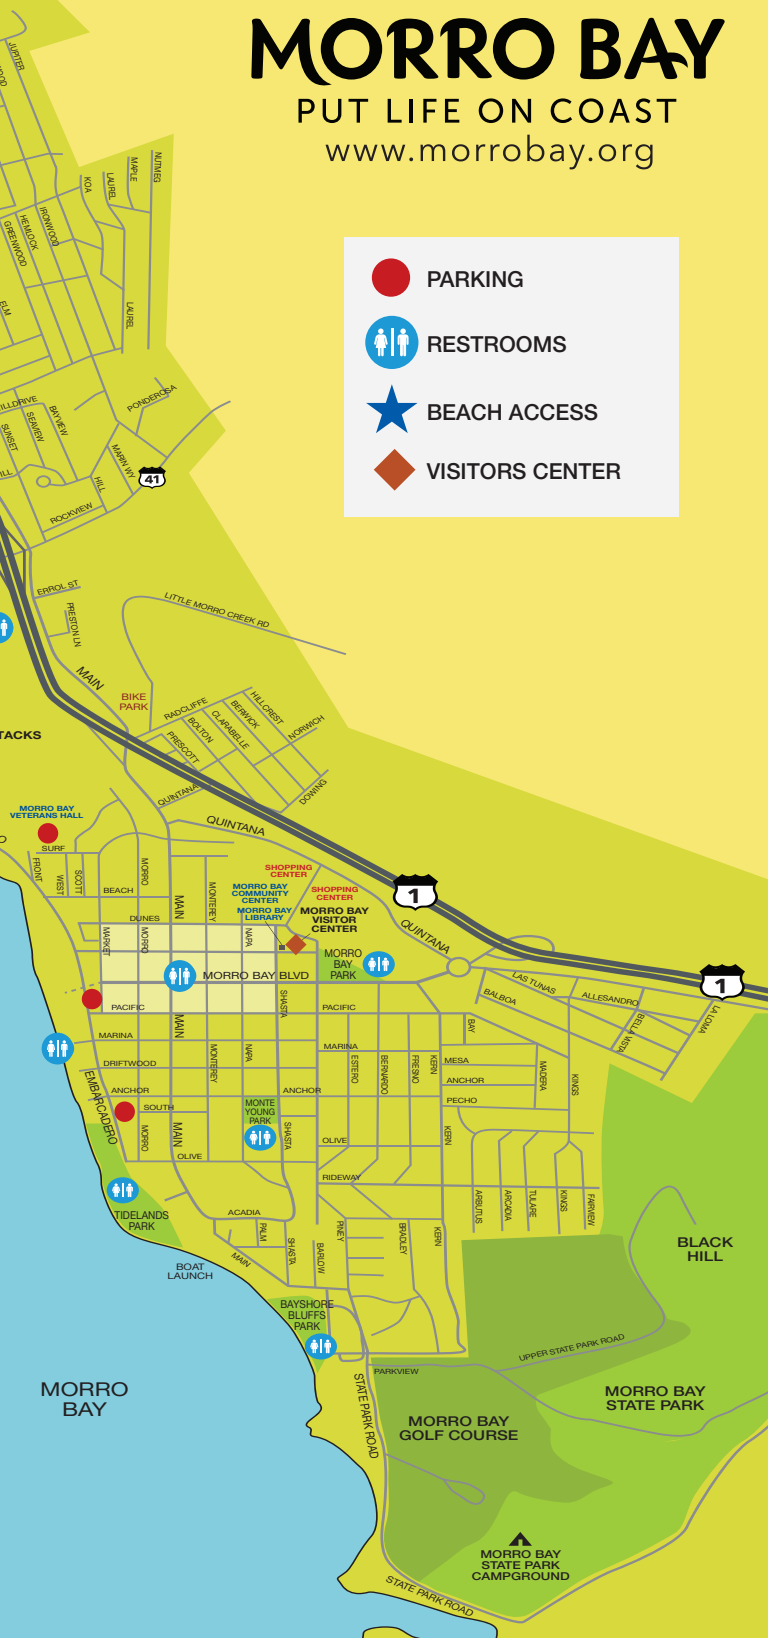 MORRO BAY
PUT LIFE ON COAST
www.morrobay.org
PARKING
RESTROOMS
BEACH ACCESS
VISITORS CENTER
JUPITER
NUTMEG
MAPLE
LAUREL
KOA
IRONWOOD
HEMLOCK
GREENWOOD
ELM
LAUREL
PONDEROSA
ILLDRIVE
BAYVIEW
SEAVIEW
SUNSET
MARIN WY
41
HILL
ILL
ROCKVIEW
ERROL ST
PRESTON LN
LITTLE MORRO CREEK RD
MAIN
BIKE
PARK
RADCLIFFE
HILLCREST
BERWICK
CLARABELLE
BOLTON
PRESCOTT
NORWICH
TACKS
QUINTANA
DOWING
MORRO BAY
VETERANS HALL
QUINTANA
SURF
FRONT
WEST
SCOTT
MORRO
BEACH
MAIN
MONTEREY
SHOPPING
CENTER
MORRO BAY
COMMUNITY
CENTER
MORRO BAY
LIBRARY
SHOPPING
CENTER
MORRO BAY
VISITOR
CENTER
1
DUNES
MARKET
MORRO
NAPA
QUINTANA
MORRO
BAY
PARK
MORRO BAY BLVD
1
LAS TUNAS
BALBOA
ALLESANDRO
BELLA VISTA
LA LOMA
PACIFIC
SHASTA
PACIFIC
MAIN
BAY
MARINA
MARINA
DRIFTWOOD
MONTEREY
NAPA
ESTERO
BERNARDO
FRESNO
KERN
MESA
MADERA
KINGS
EMBARCADERO
ANCHOR
ANCHOR
ANCHOR
SOUTH
MONTE
YOUNG
PARK
PECHO
MORRO
MAIN
SHASTA
OLIVE
OLIVE
KERN
RIDEWAY
TIDELANDS
PARK
ACADIA
ARBUTUS
ARCADIA
TULARE
KINGS
FAIRVIEW
PALM
SHASTA
BARLOW
PINEY
BRADLEY
KERN
MAIN
BOAT
LAUNCH
BLACK
HILL
BAYSHORE
BLUFFS
PARK
UPPER STATE PARK ROAD
PARKVIEW
MORRO
BAY
STATE PARK ROAD
MORRO BAY
STATE PARK
MORRO BAY
GOLF COURSE
MORRO BAY
STATE PARK
CAMPGROUND
STATE PARK ROAD